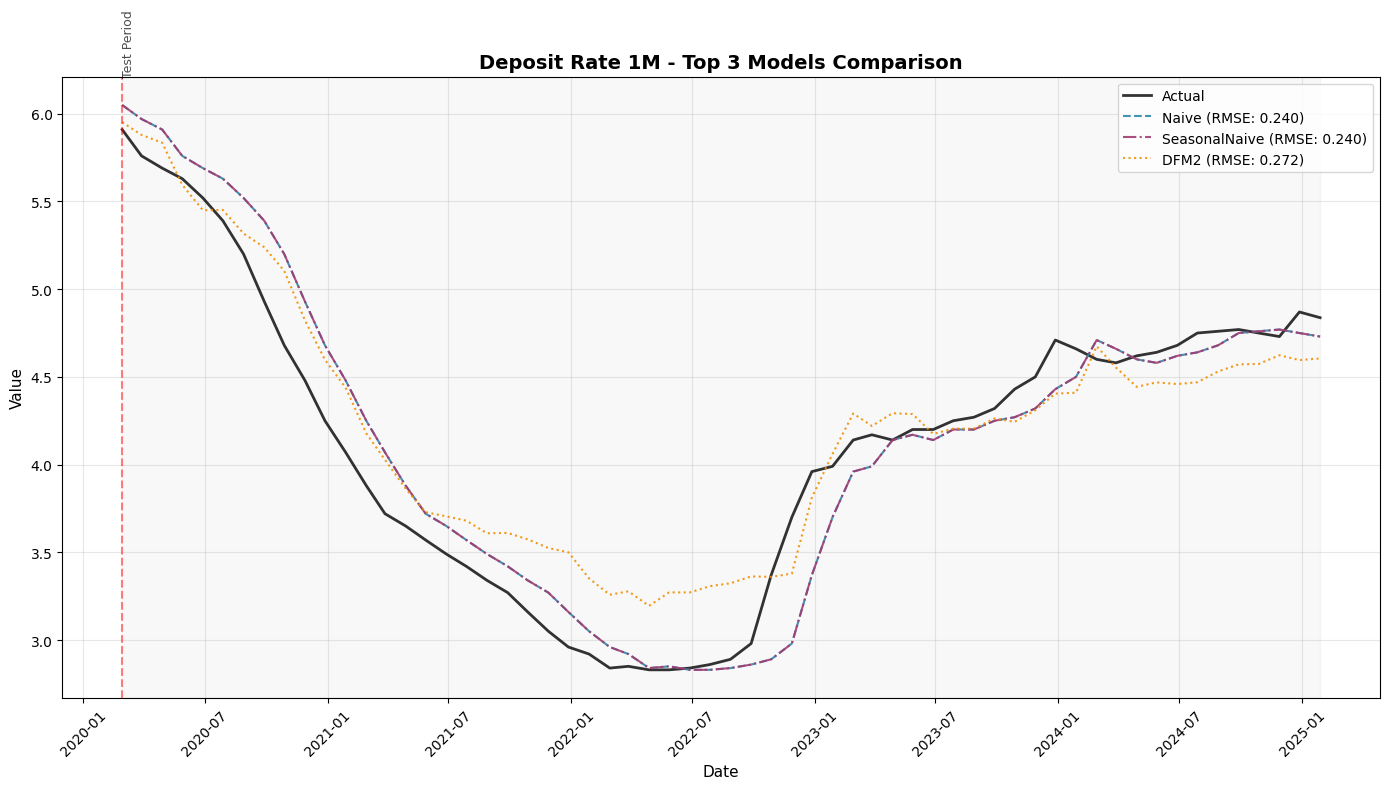 Test Period
Deposit Rate 1M - Top 3 Models Comparison
Actual
Naive (RMSE: 0.240)
SeasonalNaive (RMSE: 0.240)
DFM2 (RMSE: 0.272)
Value
6.0
5.5
5.0
4.5
4.0
3.5
3.0
2020-01
2020-07
2021-01
2021-07
2022-01
2022-07
2023-01
2023-07
2024-01
2024-07
2025-01
Date